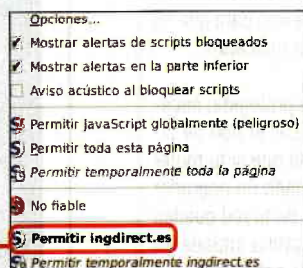 Opciones...
Mostrar alertas de scripts bloqueados
Mostrar alertas en la parte inferior
Aviso acústico al bloquear scripts
Permitir JavaScript globalmente (peligroso)
Permitir toda esta página
Permitir temporalmente toda la página
No fiable
Permitir ingdirect.es
Permitir temporalmente ingdirect.es